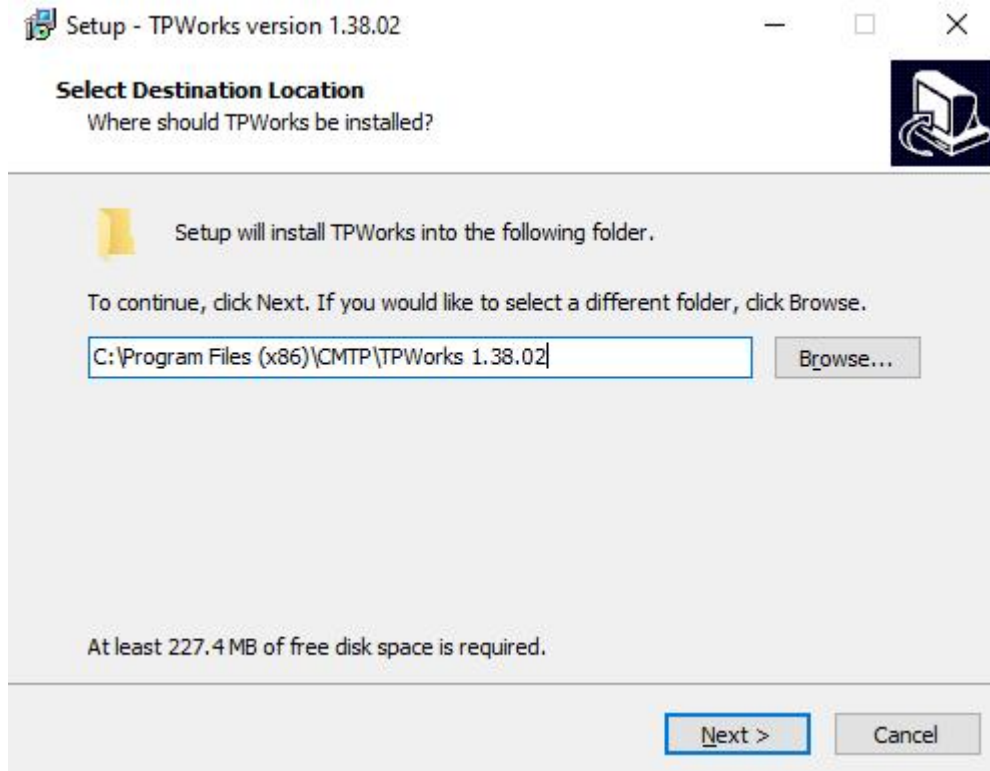 Setup - TPWorks version 1.38.02
Select Destination Location
Where should TPWorks be installed?
Setup will install TPWorks into the following folder.
To continue, click Next. If you would like to select a different folder, click Browse.
C:\Program Files (x86)\CMTP\TPWorks 1.38.02
Browse...
At least 227.4 MB of free disk space is required.
Next >
Cancel